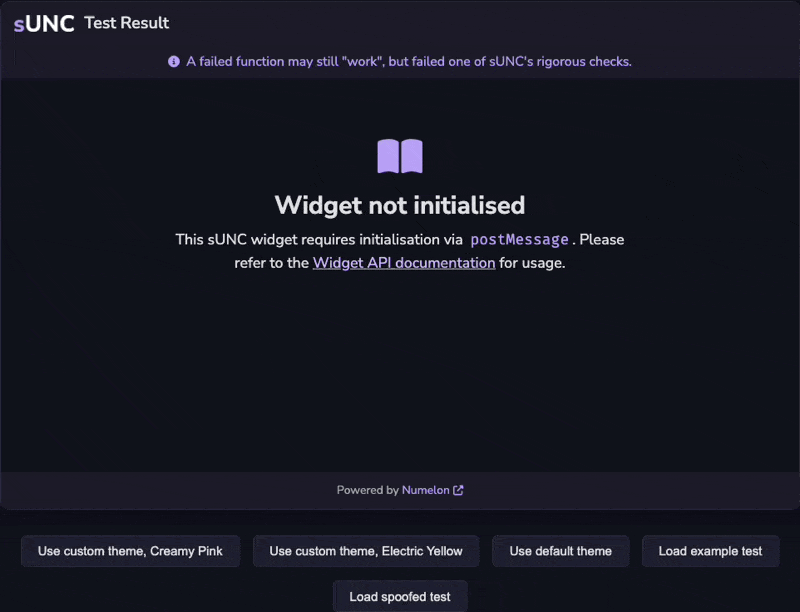 sUNC Test Result
A failed function may still "work", but failed one of sUNC's rigorous checks.
Widget not initialised
This sUNC widget requires initialisation via postMessage. Please
refer to the Widget API documentation for usage.
Powered by Numelon
Use custom theme, Creamy Pink
Use custom theme, Electric Yellow
Use default theme
Load example test
Load spoofed test